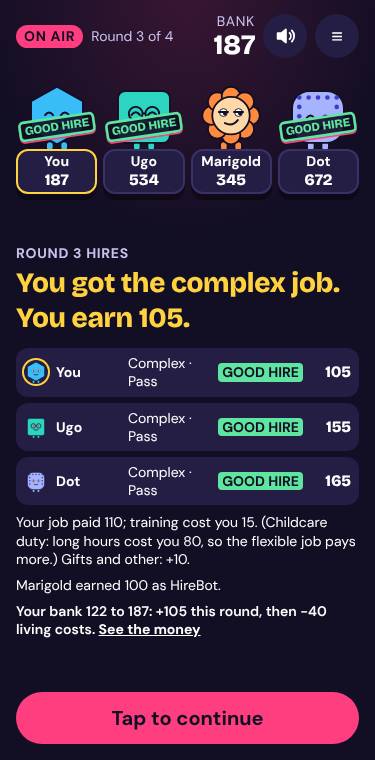 ON AIR
Round 3 of 4
BANK
187
GOOD HIRE
GOOD HIRE
GOOD HIRE
You
187
Ugo
534
Marigold
345
Dot
672
ROUND 3 HIRES
You got the complex job.
You earn 105.
You
Complex ·
Pass
GOOD HIRE
105
Ugo
Complex ·
Pass
GOOD HIRE
155
Dot
Complex ·
Pass
GOOD HIRE
165
Your job paid 110; training cost you 15. (Childcare
duty: long hours cost you 80, so the flexible job pays
more.) Gifts and other: +10.
Marigold earned 100 as HireBot.
Your bank 122 to 187: +105 this round, then -40
living costs. See the money
Tap to continue